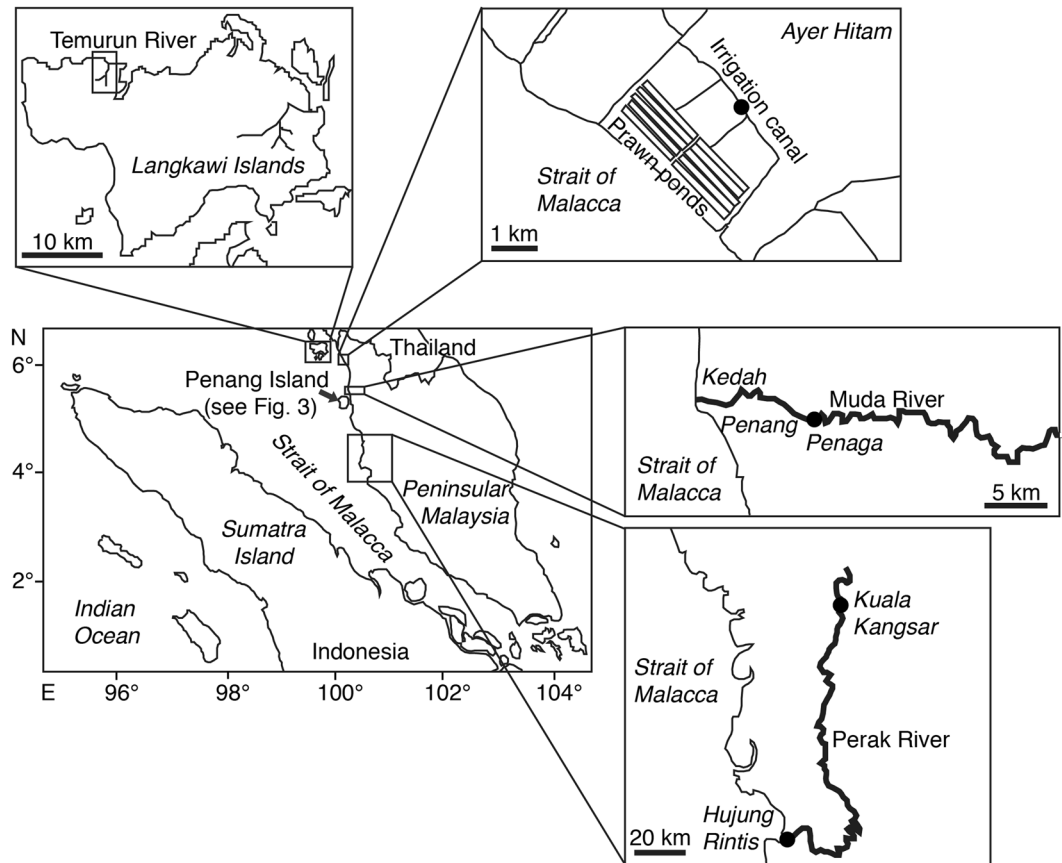 Temurun River
Langkawi Islands
10 km
Ayer Hitam
Irrigation canal
Prawn ponds
Strait of
Malacca
1 km
N
6°
4°
2°
E
96°
98°
100°
102°
104°
Thailand
Penang Island
(see Fig. 3)
Strait of Malacca
Peninsular
Malaysia
Sumatra
Island
Indian
Ocean
Indonesia
Kedah
Muda River
Penang
Penaga
Strait of
Malacca
5 km
Kuala
Kangsar
Strait of
Malacca
Perak River
Hujung
Rintis
20 km